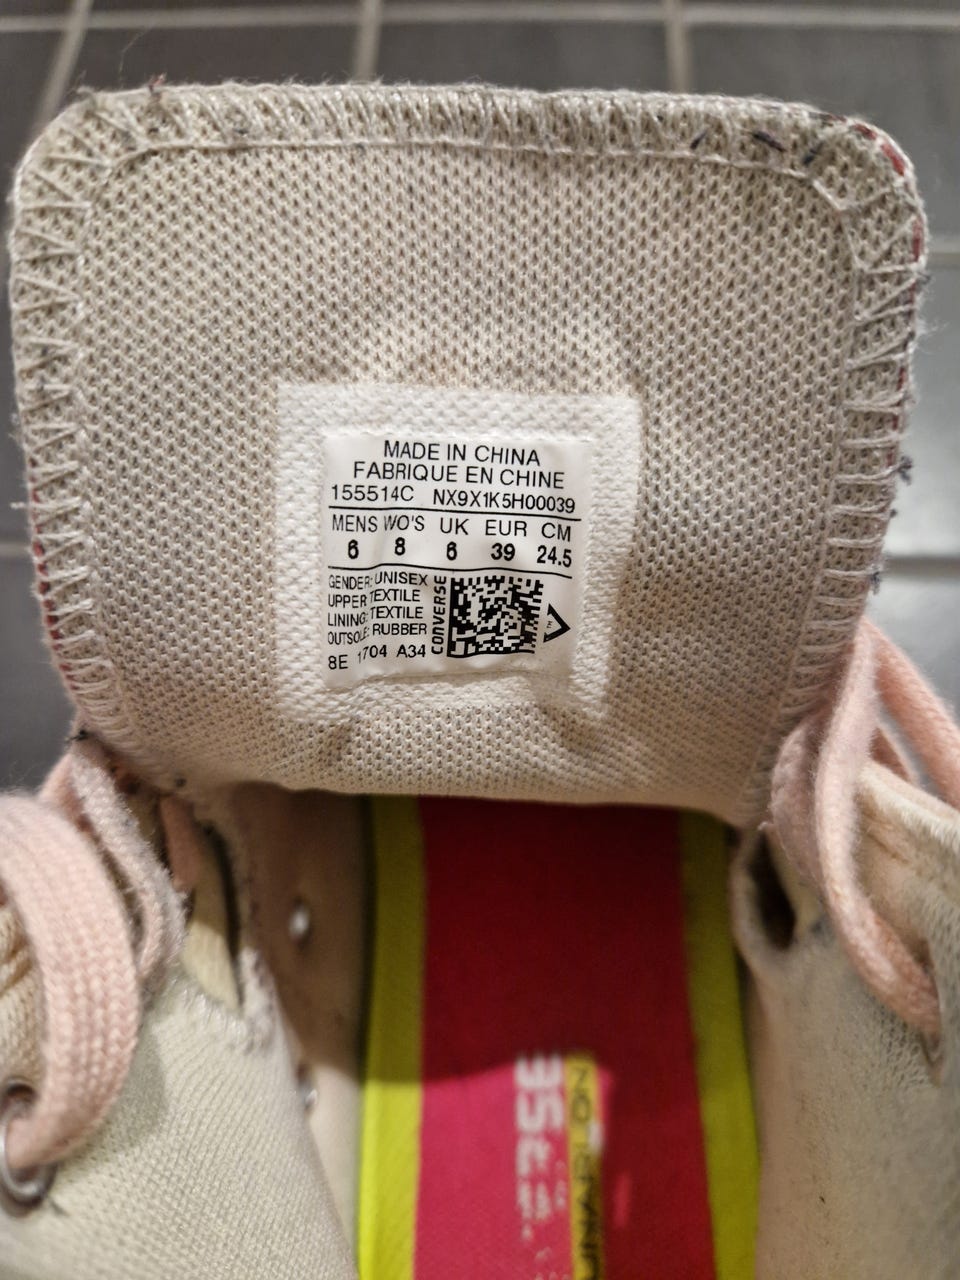 MADE IN CHINA
FABRIQUE EN CHINE
155514C NX9X1K5H00039
MENS WO'S UK EUR CM
6 8 6 39 24.5
GENDER: UNISEX
UPPER TEXTILE
LINING: TEXTILE
OUTSOLE: RUBBER
8E 1704 A34
CONVERSE